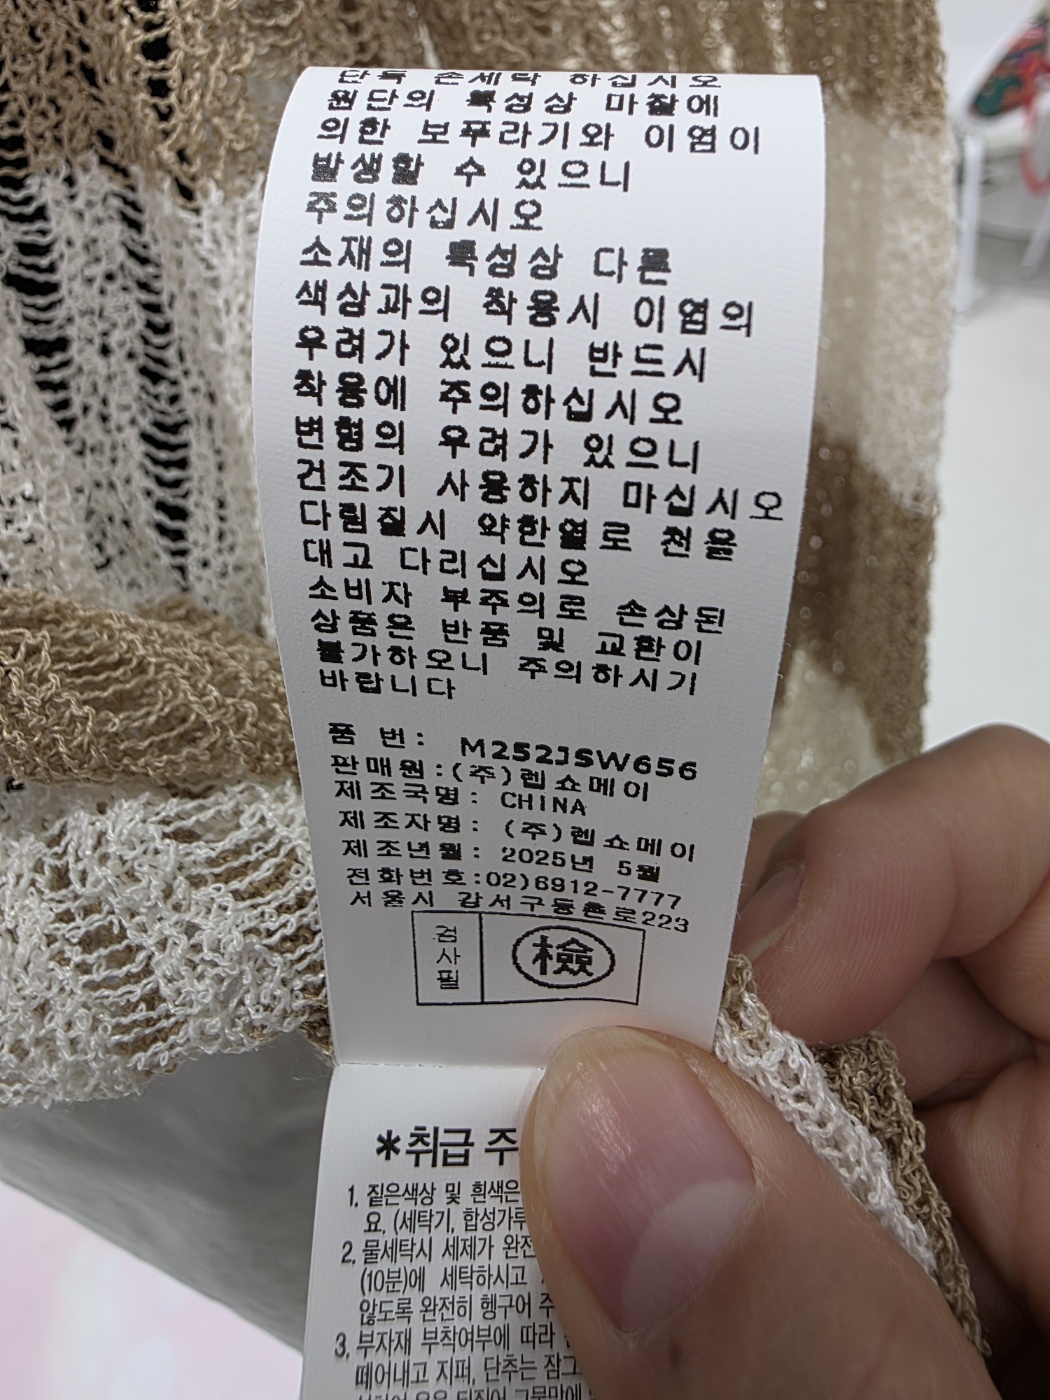 단독 손세탁 하십시오
원단의 특성상 마찰에
의한 보푸라기와 이염이
발생할 수 있으니
주의하십시오
소재의 특성상 다른
색상과의 착용시 이염의
우려가 있으니 반드시
착용에 주의하십시오
변형의 우려가 있으니
건조기 사용하지 마십시오
다림질시 약한열로 천을
대고 다리십시오
소비자 부주의로 손상된
상품은 반품 및 교환이
불가하오니 주의하시기
바랍니다
품 번: M252JSW656
판매원:(주)렙쇼메이
제조국명: CHINA
제조자명: (주)렙쇼메이
제조년월: 2025년 5월
전화번호:02)6912-7777
서울시 강서구등촌로223
검사필 檢
*취급 주
1. 짙은색상 및 흰색은
요. (세탁기, 합성가루
2. 물세탁시 세제가 완전
(10분)에 세탁하시고
않도록 완전히 헹구어 주
3. 부자재 부착여부에 따라
떼어내고 지퍼, 단추는 잠그